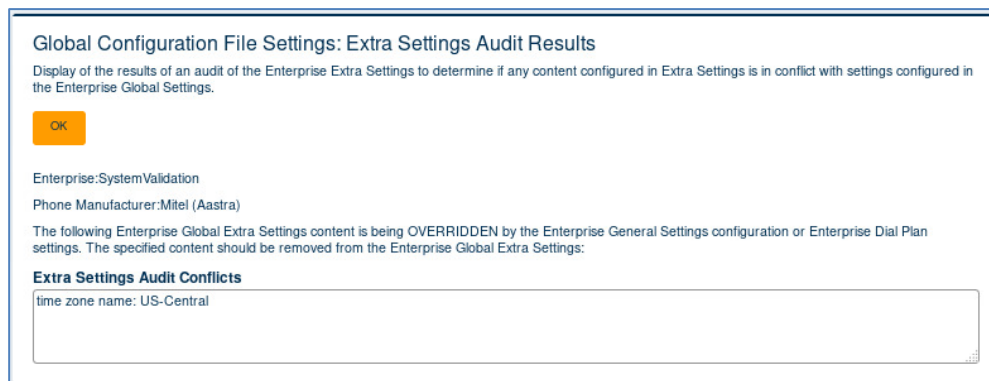 Global Configuration File Settings: Extra Settings Audit Results
Display of the results of an audit of the Enterprise Extra Settings to determine if any content configured in Extra Settings is in conflict with settings configured in
the Enterprise Global Settings.
OK
Enterprise:SystemValidation
Phone Manufacturer:Mitel (Aastra)
The following Enterprise Global Extra Settings content is being OVERRIDDEN by the Enterprise General Settings configuration or Enterprise Dial Plan
settings. The specified content should be removed from the Enterprise Global Extra Settings:
Extra Settings Audit Conflicts
time zone name: US-Central